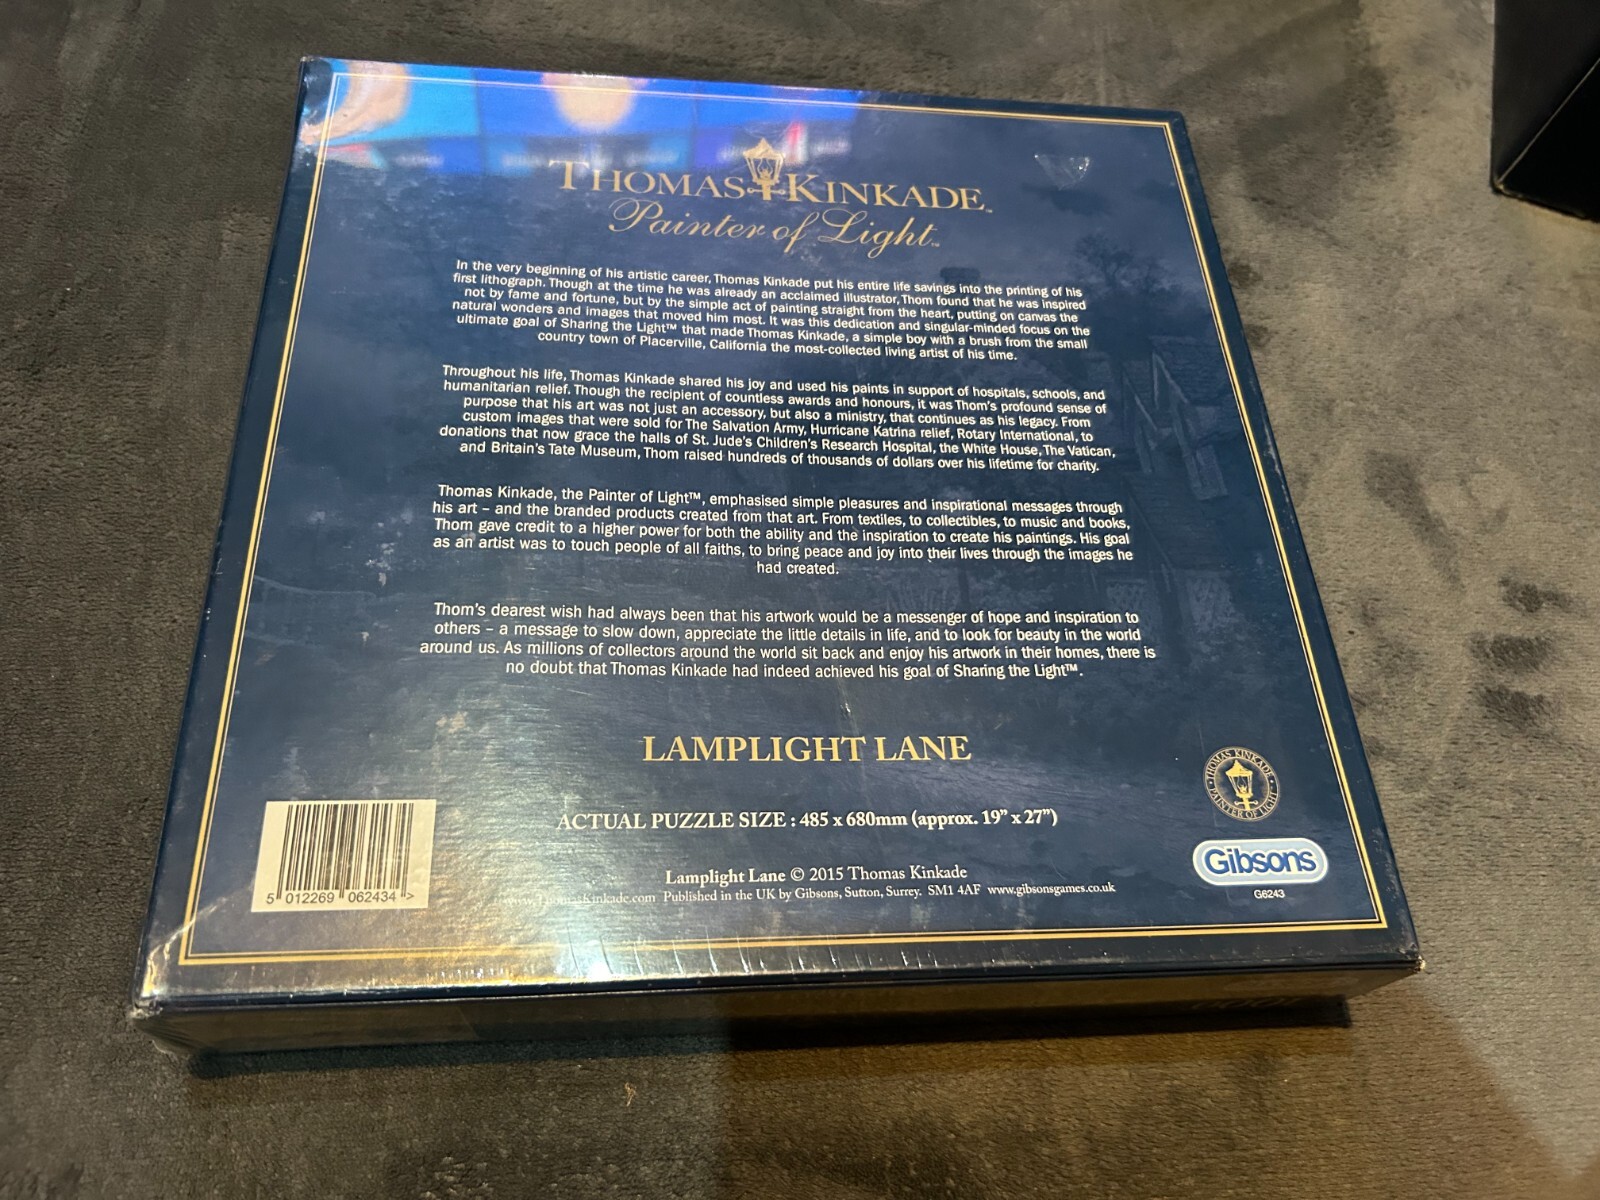 THOMAS KINKADE™
Painter of Light™
In the very beginning of his artistic career, Thomas Kinkade put his entire life savings into the printing of his
first lithograph. Though at the time he was already an acclaimed illustrator, Thom found that he was inspired
not by fame and fortune, but by the simple act of painting straight from the heart, putting on canvas the
natural wonders and images that moved him most. It was this dedication and singular-minded focus on the
ultimate goal of Sharing the Light™ that made Thomas Kinkade, a simple boy with a brush from the small
country town of Placerville, California the most-collected living artist of his time.
Throughout his life, Thomas Kinkade shared his joy and used his paints in support of hospitals, schools, and
humanitarian relief. Though the recipient of countless awards and honours, it was Thom's profound sense of
purpose that his art was not just an accessory, but also a ministry, that continues as his legacy. From
custom images that were sold for The Salvation Army, Hurricane Katrina relief, Rotary International, to
donations that now grace the halls of St. Jude's Children's Research Hospital, the White House, The Vatican,
and Britain's Tate Museum, Thom raised hundreds of thousands of dollars over his lifetime for charity.
Thomas Kinkade, the Painter of Light™, emphasised simple pleasures and inspirational messages through
his art – and the branded products created from that art. From textiles, to collectibles, to music and books,
Thom gave credit to a higher power for both the ability and the inspiration to create his paintings. His goal
as an artist was to touch people of all faiths, to bring peace and joy into their lives through the images he
had created.
Thom's dearest wish had always been that his artwork would be a messenger of hope and inspiration to
others – a message to slow down, appreciate the little details in life, and to look for beauty in the world
around us. As millions of collectors around the world sit back and enjoy his artwork in their homes, there is
no doubt that Thomas Kinkade had indeed achieved his goal of Sharing the Light™.
LAMPLIGHT LANE
THOMAS KINKADE • PAINTER OF LIGHT •
ACTUAL PUZZLE SIZE : 485 x 680mm (approx. 19" x 27")
Gibsons
G6243
Lamplight Lane © 2015 Thomas Kinkade
www.ThomasKinkade.com Published in the UK by Gibsons, Sutton, Surrey. SM1 4AF www.gibsonsgames.co.uk
5 012269 062434 >